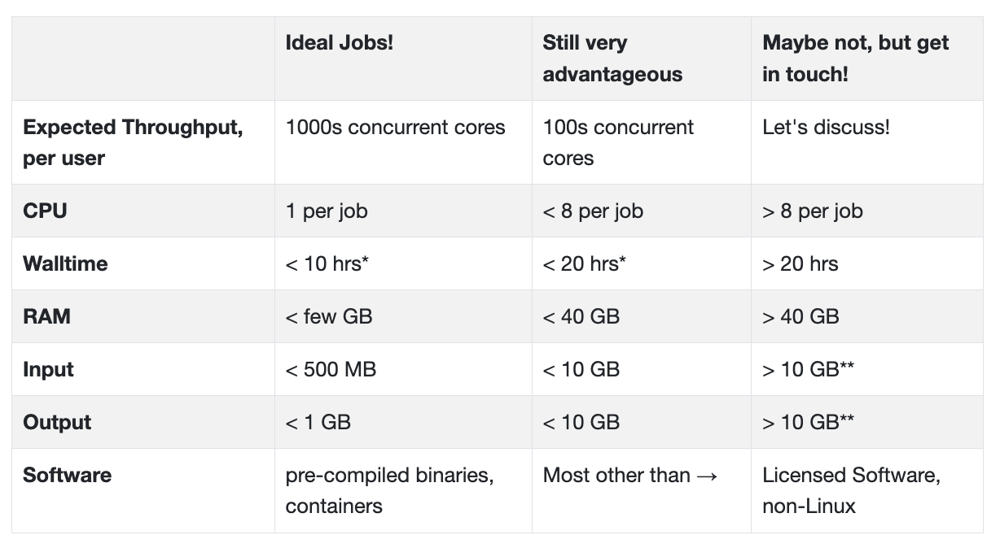 Ideal Jobs!
Still very
advantageous
Maybe not, but get
in touch!
Expected Throughput,
per user
1000s concurrent cores
100s concurrent
cores
Let's discuss!
CPU
1 per job
< 8 per job
> 8 per job
Walltime
< 10 hrs*
< 20 hrs*
> 20 hrs
RAM
< few GB
< 40 GB
> 40 GB
Input
< 500 MB
< 10 GB
> 10 GB**
Output
< 1 GB
< 10 GB
> 10 GB**
Software
pre-compiled binaries,
containers
Most other than →
Licensed Software,
non-Linux